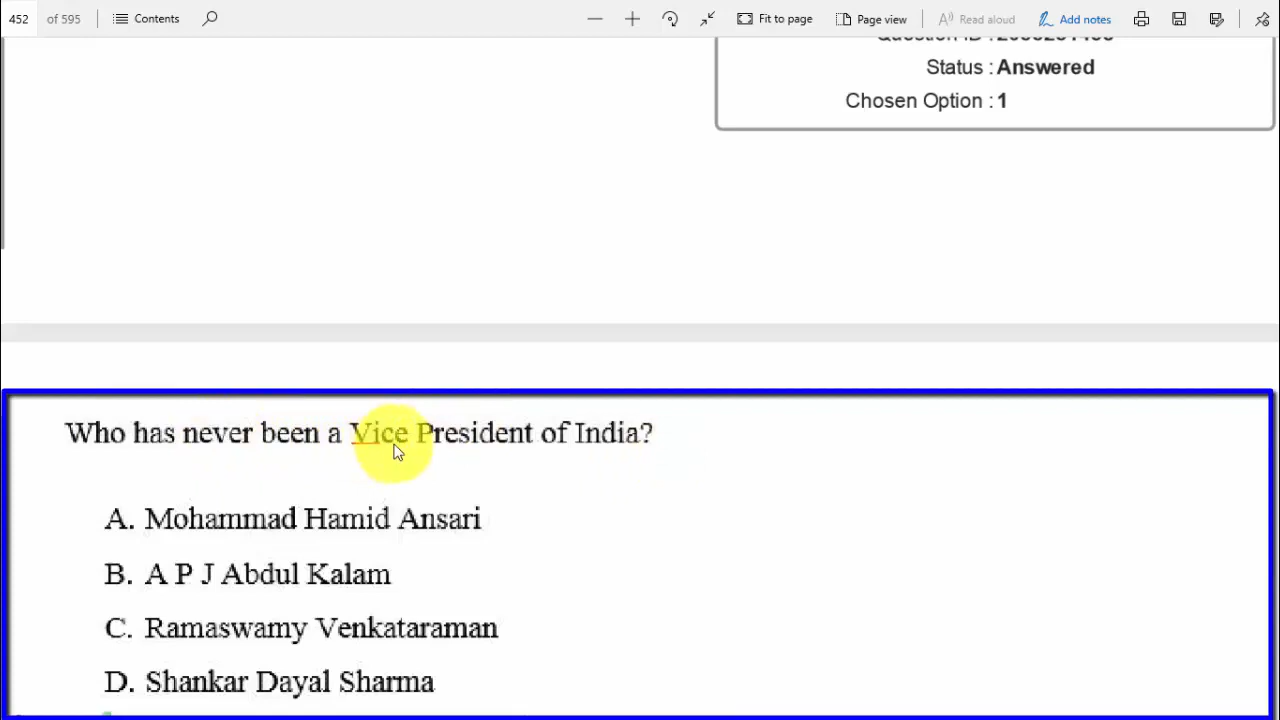 452 of 595 Contents Fit to page Page view Read aloud Add notes
Status : Answered
Chosen Option : 1
Who has never been a Vice President of India?
A. Mohammad Hamid Ansari
B. A P J Abdul Kalam
C. Ramaswamy Venkataraman
D. Shankar Dayal Sharma